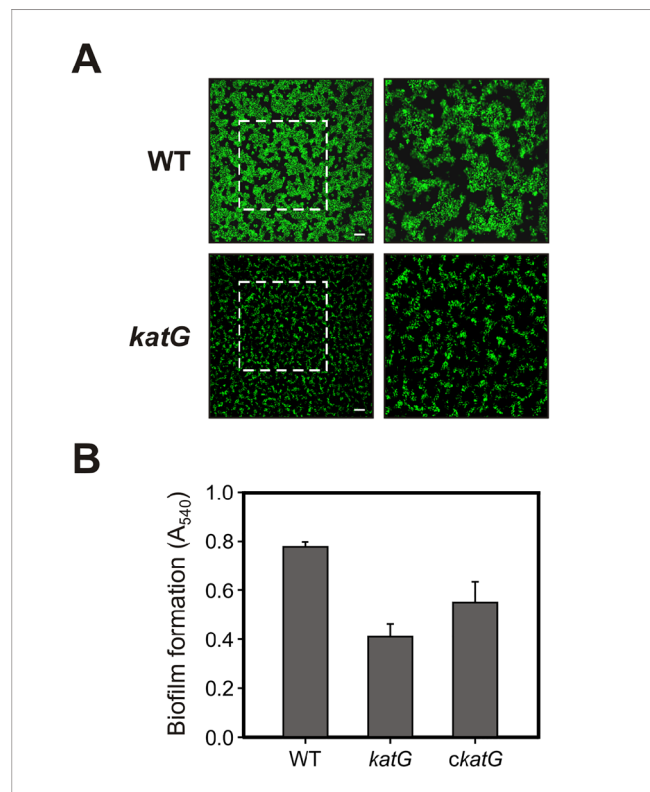 A
WT
katG
B
Biofilm formation (A540)
1.0
0.8
0.6
0.4
0.2
0.0
WT katG ckatG